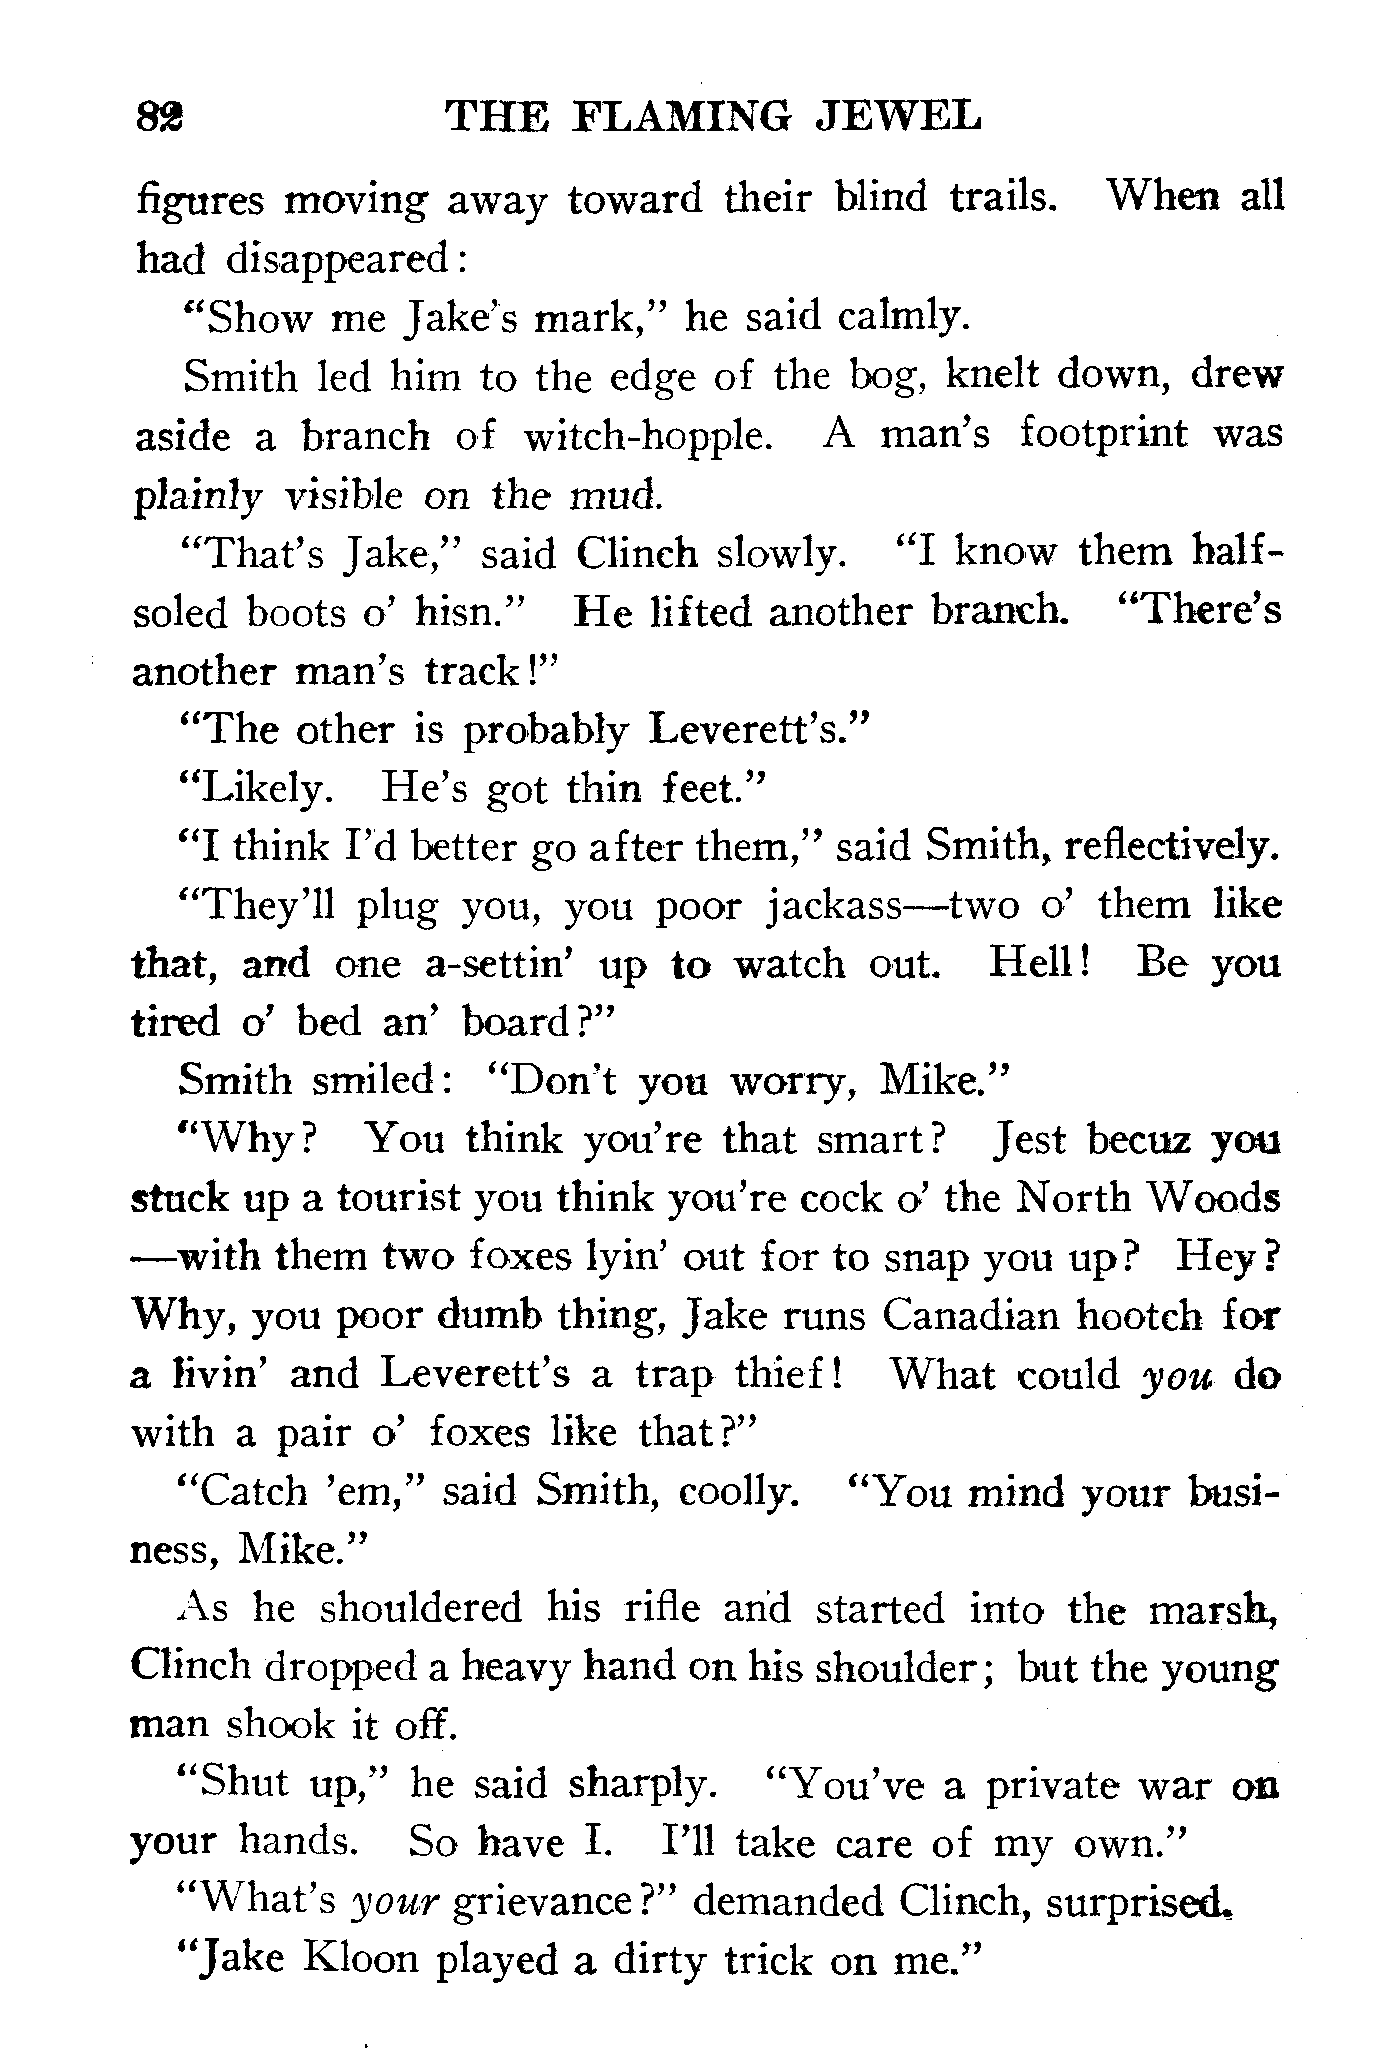 82 THE FLAMING JEWEL
figures moving away toward their blind trails. When all
had disappeared:
“Show me Jake’s mark,” he said calmly.
Smith led him to the edge of the bog, knelt down, drew
aside a branch of witch-hopple. A man’s footprint was
plainly visible on the mud.
“That’s Jake,” said Clinch slowly. “I know them half-
soled boots o’ hisn.” He lifted another branch. “There’s
another man’s track!”
“The other is probably Leverett’s.”
“Likely. He’s got thin feet.”
“I think I’d better go after them,” said Smith, reflectively.
“They’ll plug you, you poor jackass—two o’ them like
that, and one a-settin’ up to watch out. Hell! Be you
tired o’ bed an’ board?”
Smith smiled: “Don’t you worry, Mike.”
“Why? You think you’re that smart? Jest becuz you
stuck up a tourist you think you’re cock o’ the North Woods
—with them two foxes lyin’ out for to snap you up? Hey?
Why, you poor dumb thing, Jake runs Canadian hootch for
a livin’ and Leverett’s a trap thief! What could you do
with a pair o’ foxes like that?”
“Catch ’em,” said Smith, coolly. “You mind your busi-
ness, Mike.”
As he shouldered his rifle and started into the marsh,
Clinch dropped a heavy hand on his shoulder; but the young
man shook it off.
“Shut up,” he said sharply. “You’ve a private war on
your hands. So have I. I’ll take care of my own.”
“What’s your grievance?” demanded Clinch, surprised.
“Jake Kloon played a dirty trick on me.”